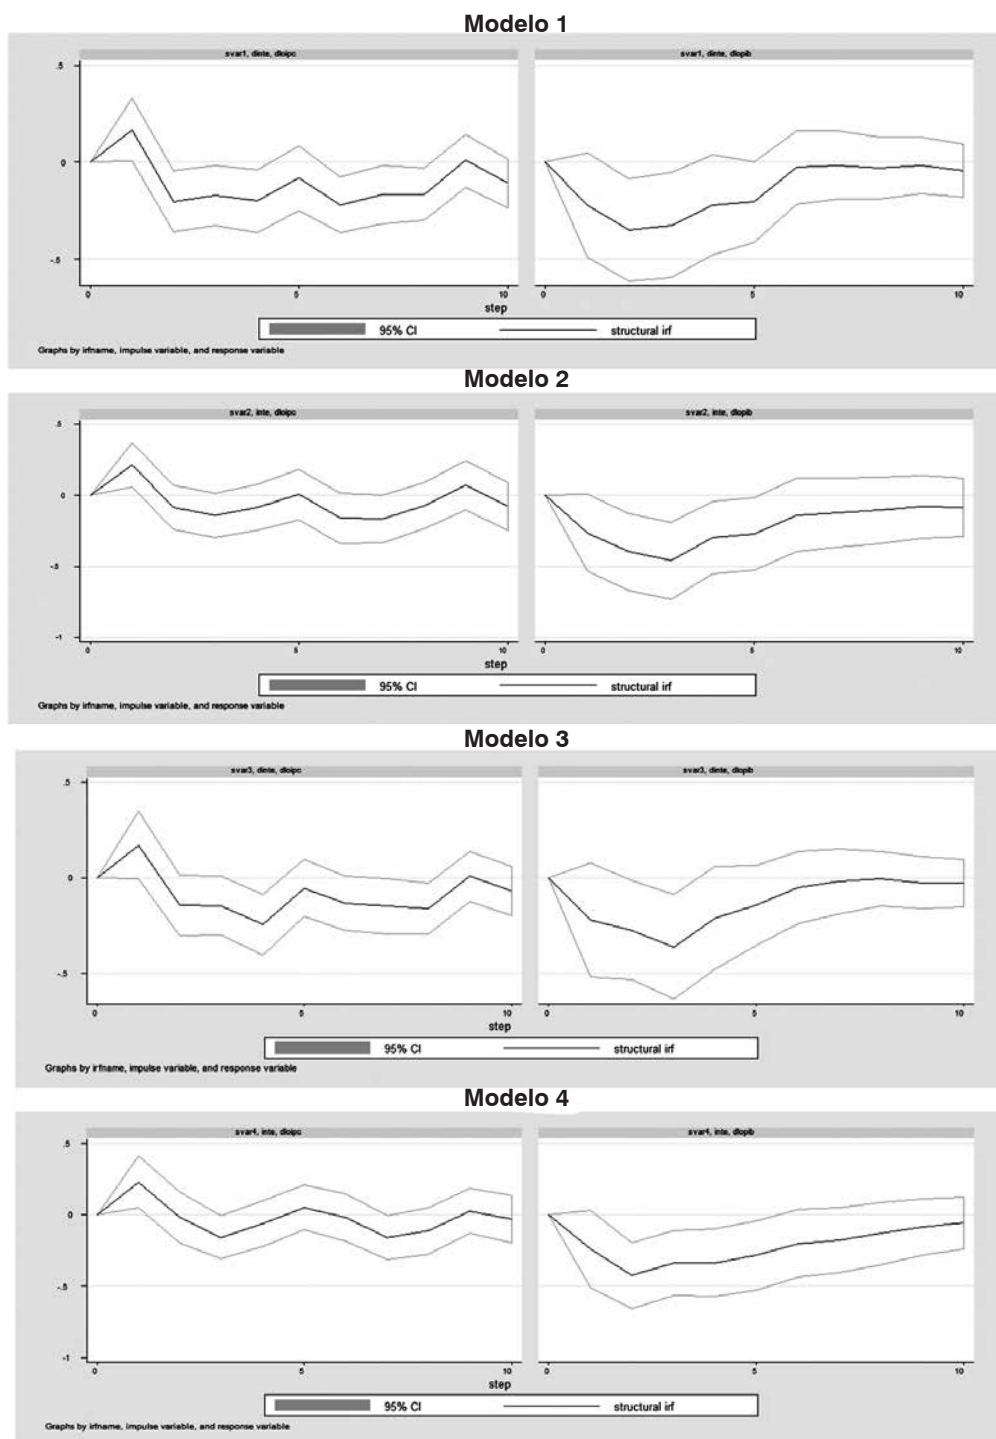 Modelo 1
svar1, dinte, dloipc
svar1, dinte, dlopib
.5
0
-.5
0
5
10
0
5
10
step
95% CI
structural irf
Graphs by irfname, impulse variable, and response variable
Modelo 2
svar2, inte, dloipc
svar2, inte, dlopib
.5
0
-.5
-1
0
5
10
0
5
10
step
95% CI
structural irf
Graphs by irfname, impulse variable, and response variable
Modelo 3
svar3, dinte, dloipc
svar3, dinte, dlopib
.5
0
-.5
0
5
10
0
5
10
step
95% CI
structural irf
Graphs by irfname, impulse variable, and response variable
Modelo 4
svar4, inte, dloipc
svar4, inte, dlopib
.5
0
-.5
-1
0
5
10
0
5
10
step
95% CI
structural irf
Graphs by irfname, impulse variable, and response variable